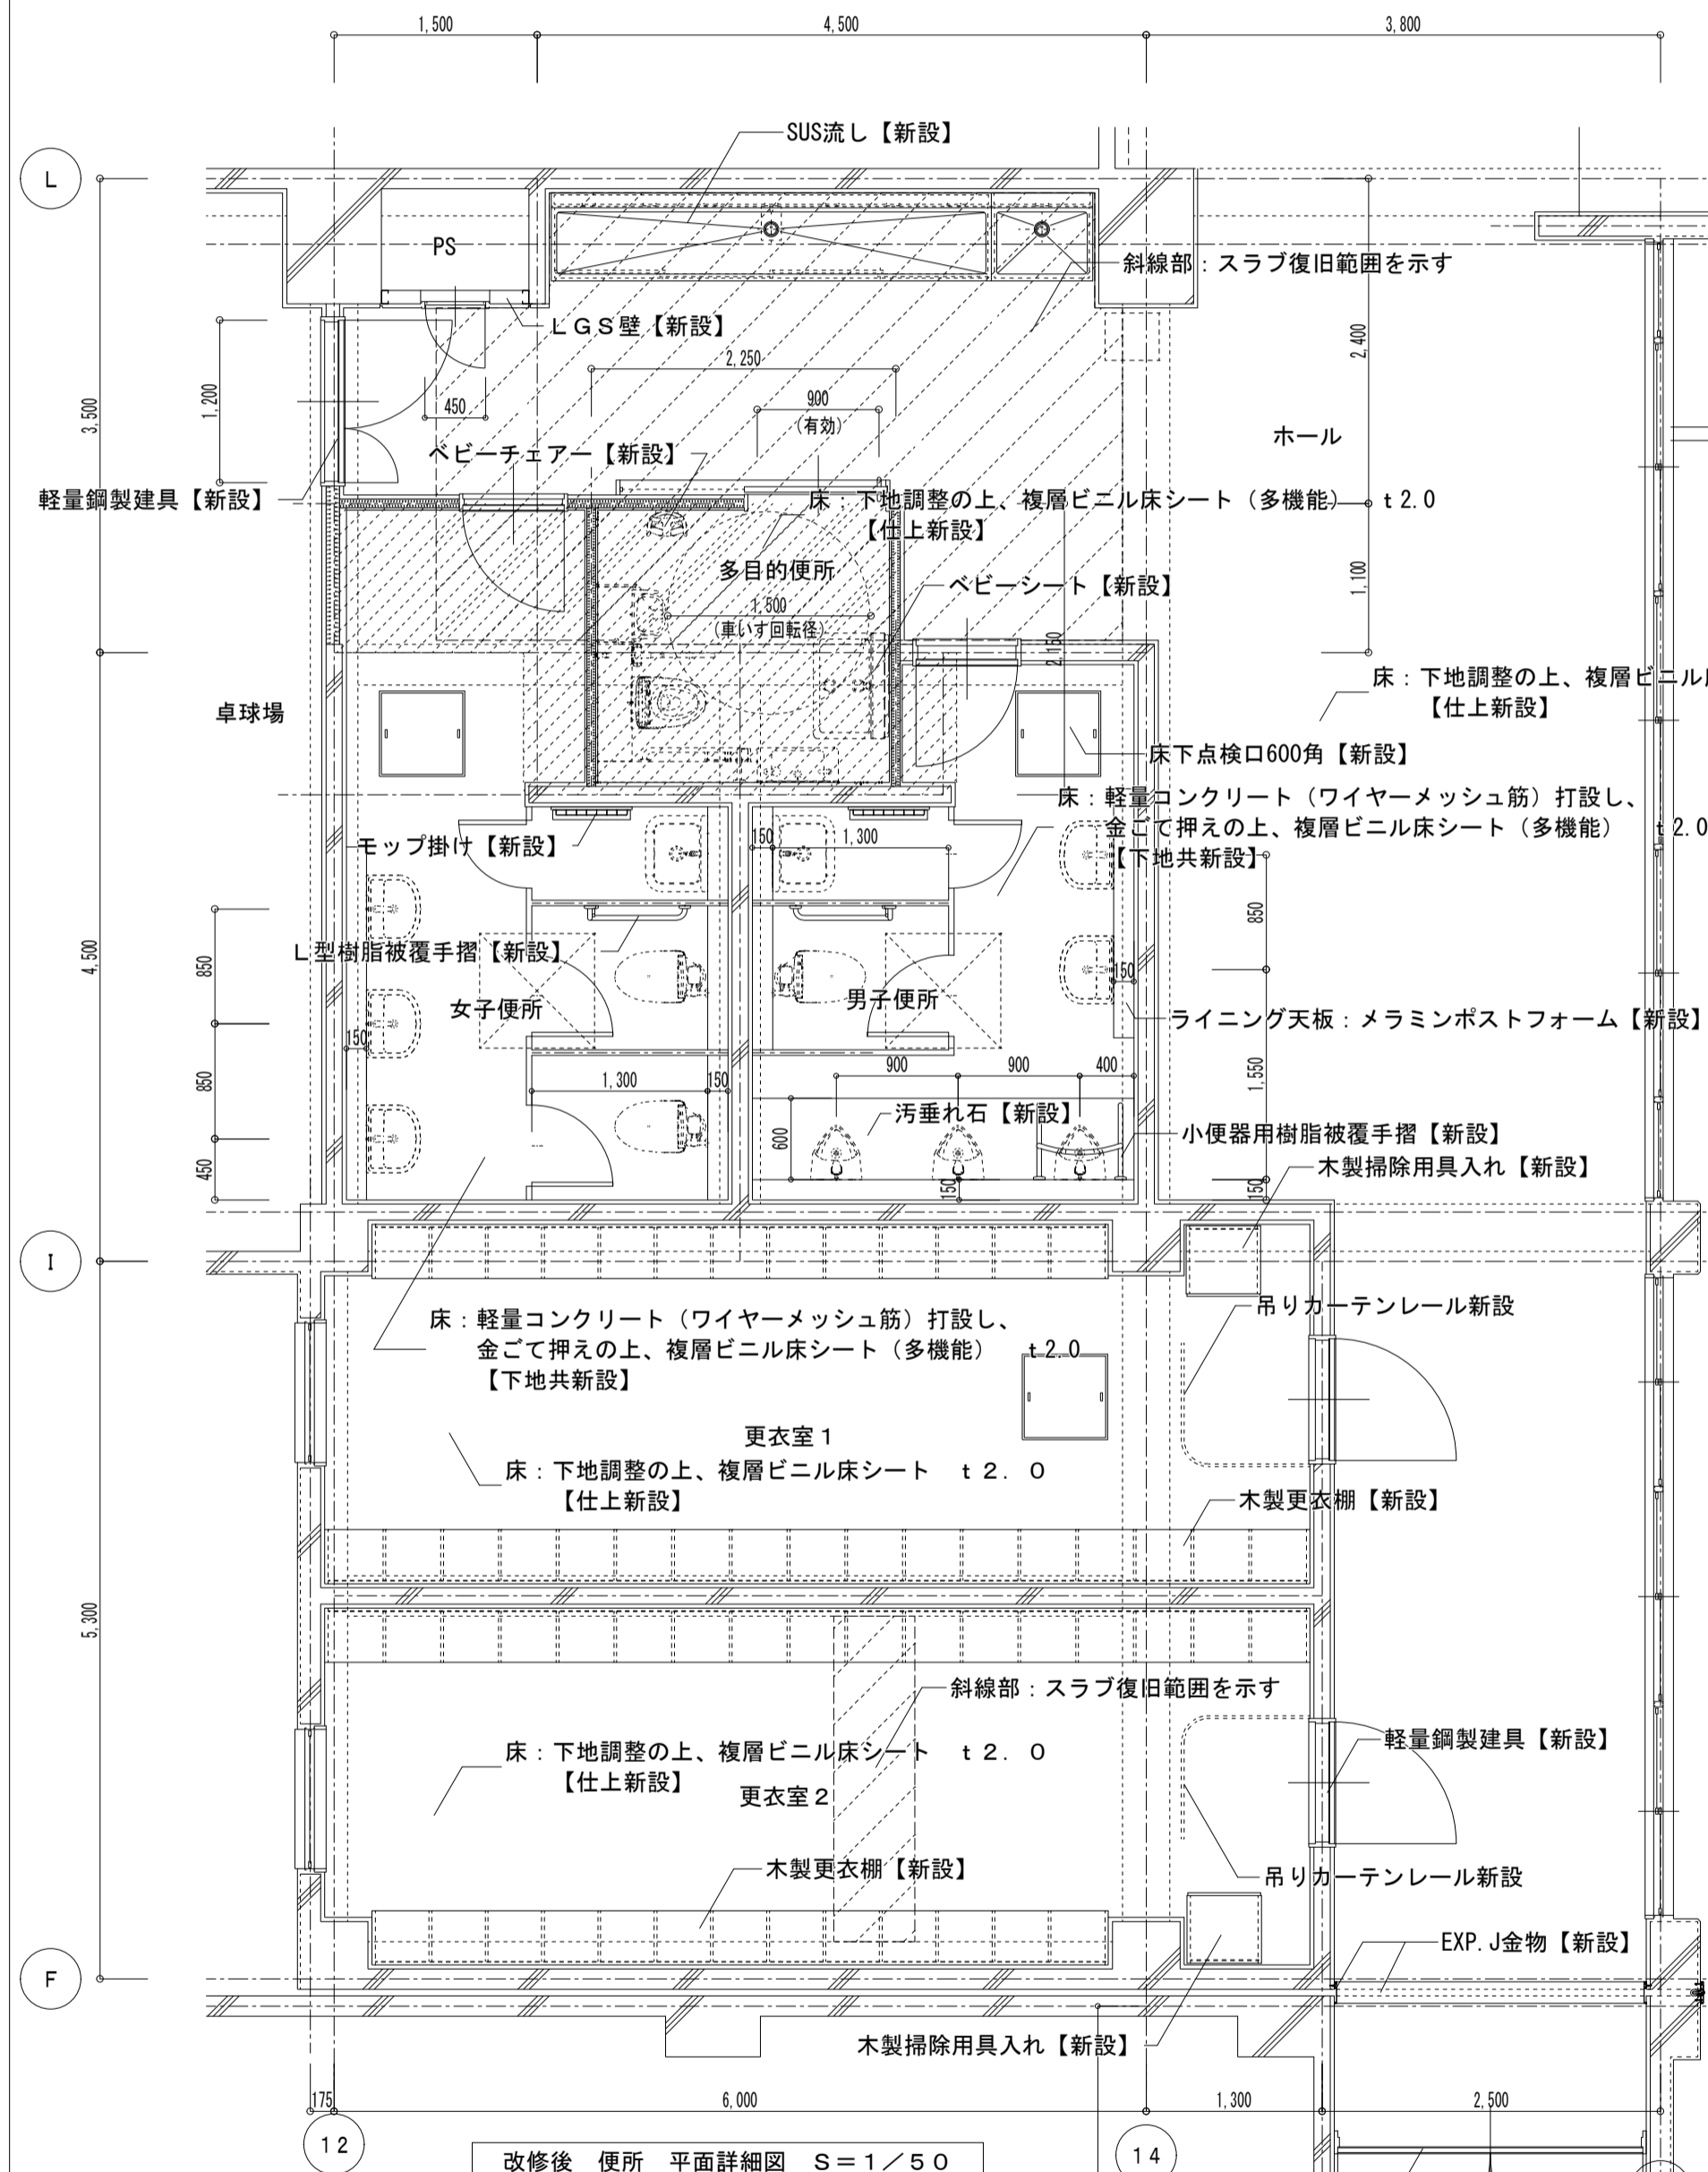 1,500
4,500
3,800
SUS流し【新設】
L
PS
斜線部：スラブ復旧範囲を示す
ＬＧＳ壁【新設】
2,250
2,400
3,500
1,200
450
900
(有効)
ホール
ベビーチェアー【新設】
軽量鋼製建具【新設】
床：下地調整の上、複層ビニル床シート（多機能）　ｔ2.0
【仕上新設】
多目的便所
ベビーシート【新設】
1,500
(車いす回転径)
1,100
2,150
床：下地調整の上、複層ビニル
【仕上新設】
卓球場
床下点検口600角【新設】
床：軽量コンクリート（ワイヤーメッシュ筋）打設し、
金ごて押えの上、複層ビニル床シート（多機能）　ｔ2.0
【下地共新設】
モップ掛け【新設】
150
1,300
850
4,500
850
Ｌ型樹脂被覆手摺【新設】
女子便所
男子便所
150
ライニング天板：メラミンポストフォーム【新設】
150
850
1,300
150
900
900
400
1,550
汚垂れ石【新設】
600
小便器用樹脂被覆手摺【新設】
450
150
150
木製掃除用具入れ【新設】
I
吊りカーテンレール新設
床：軽量コンクリート（ワイヤーメッシュ筋）打設し、
金ごて押えの上、複層ビニル床シート（多機能）　ｔ2.0
【下地共新設】
更衣室１
床：下地調整の上、複層ビニル床シート　ｔ２．０
【仕上新設】
木製更衣棚【新設】
5,300
斜線部：スラブ復旧範囲を示す
軽量鋼製建具【新設】
床：下地調整の上、複層ビニル床シート　ｔ２．０
【仕上新設】
更衣室２
木製更衣棚【新設】
吊りカーテンレール新設
EXP.J金物【新設】
F
木製掃除用具入れ【新設】
175
6,000
1,300
2,500
１２
１４
改修後　便所　平面詳細図　Ｓ＝１／５０